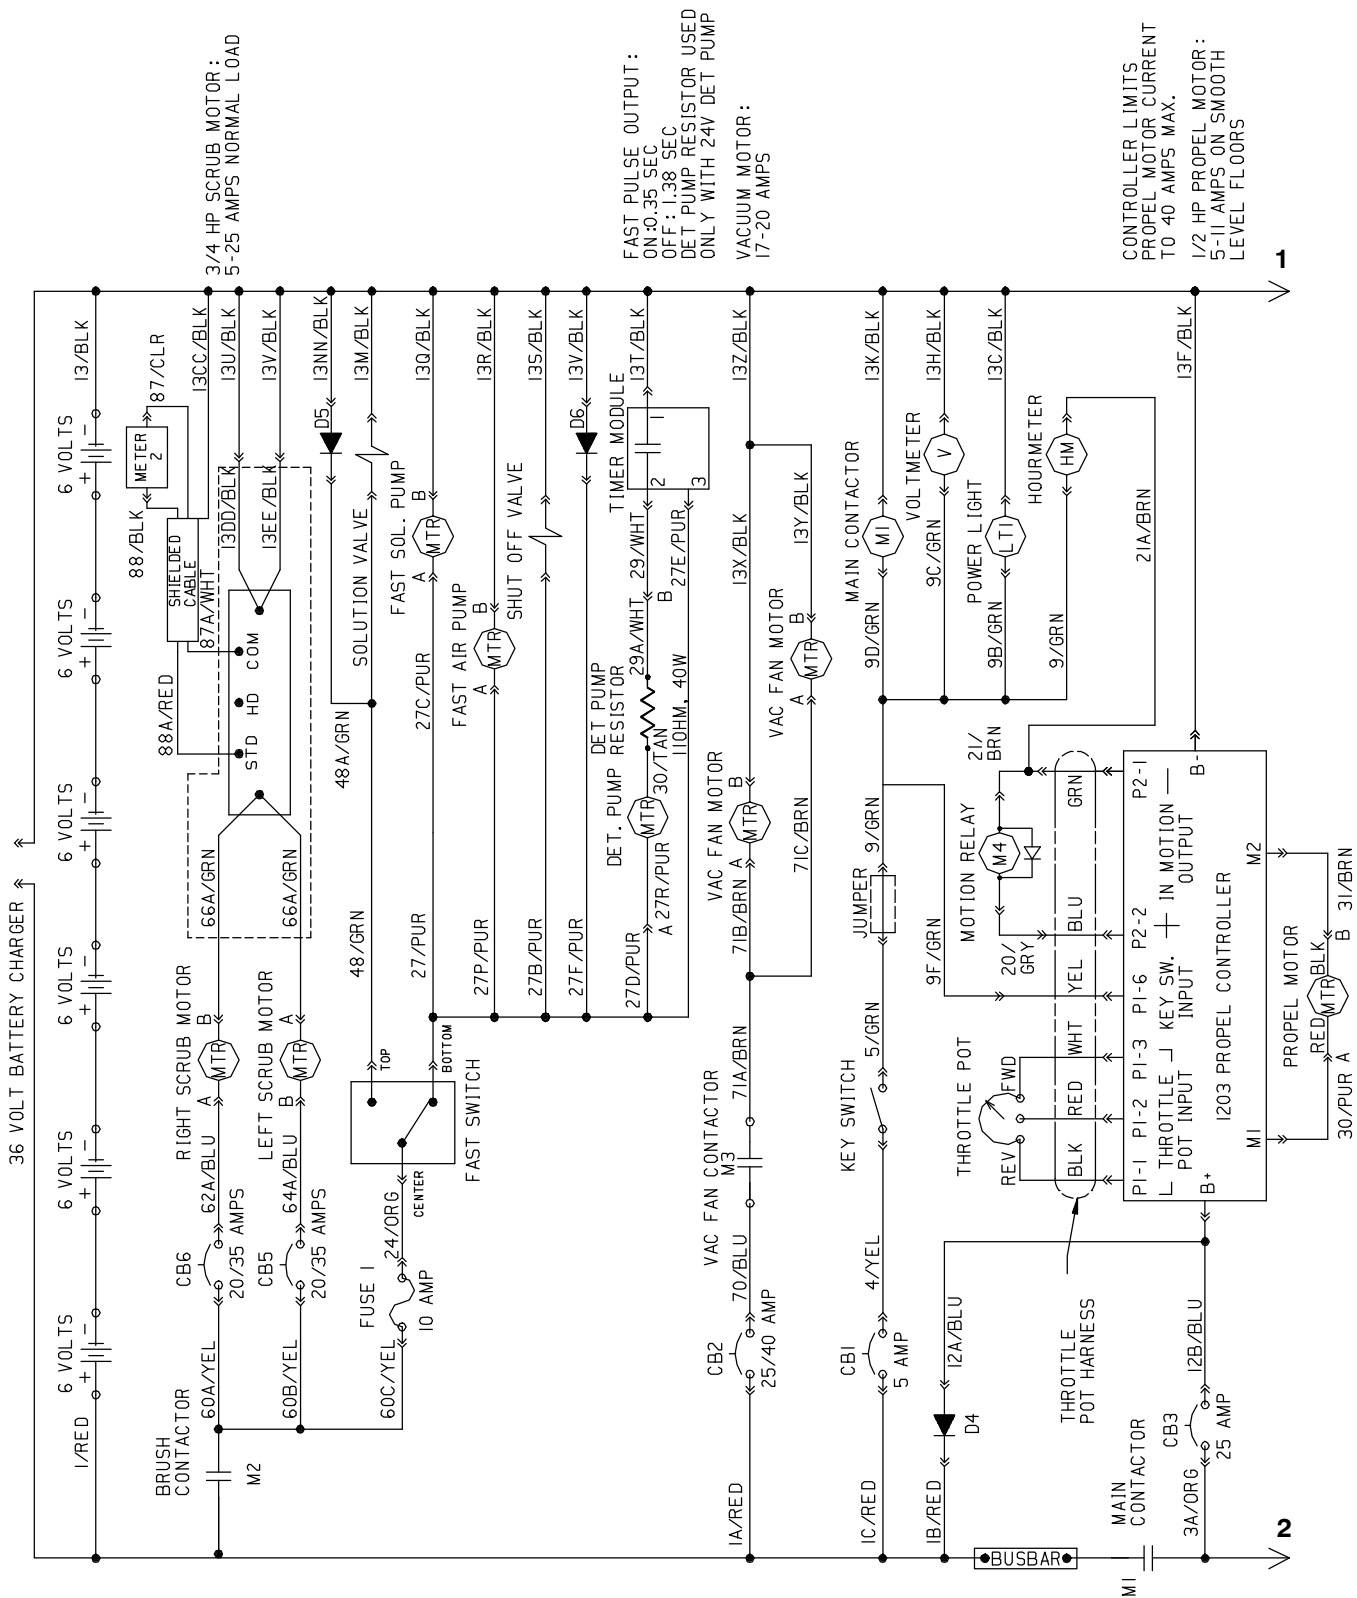 36 VOLT BATTERY CHARGER
1/RED
6 VOLTS
+ -
6 VOLTS
+ -
6 VOLTS
+ -
6 VOLTS
+ -
6 VOLTS
+ -
6 VOLTS
+ -
13/BLK
METER
2
87/CLR
88/BLK
SHIELDED
CABLE
87A/WHT
88A/RED
13CC/BLK
3/4 HP SCRUB MOTOR:
5-25 AMPS NORMAL LOAD
BRUSH
CONTACTOR
M2
60A/YEL
CB6
20/35 AMPS
62A/BLU
RIGHT SCRUB MOTOR
A MTR B
66A/GRN
STD HD COM
13DD/BLK
13U/BLK
60B/YEL
CB5
20/35 AMPS
64A/BLU
LEFT SCRUB MOTOR
B MTR A
66A/GRN
13EE/BLK
13V/BLK
60C/YEL
FUSE 1
10 AMP
24/ORG
CENTER
FAST SWITCH
TOP
BOTTOM
48/GRN
48A/GRN
D5
13NN/BLK
SOLUTION VALVE
13M/BLK
27/PUR
27C/PUR
FAST SOL. PUMP
A MTR B
13Q/BLK
27P/PUR
FAST AIR PUMP
A MTR B
13R/BLK
27B/PUR
SHUT OFF VALVE
13S/BLK
27F/PUR
D6
13V/BLK
27D/PUR
A 27R/PUR
DET. PUMP
MTR
30/TAN
DET PUMP
RESISTOR
110HM, 40W
29A/WHT
B
29/WHT
27E/PUR
TIMER MODULE
2 1
3
13T/BLK
FAST PULSE OUTPUT:
ON:0.35 SEC
OFF: 1.38 SEC
DET PUMP RESISTOR USED
ONLY WITH 24V DET PUMP
1A/RED
CB2
25/40 AMP
70/BLU
VAC FAN CONTACTOR
M3
71A/BRN
71B/BRN
VAC FAN MOTOR
A MTR B
13X/BLK
13Z/BLK
71C/BRN
VAC FAN MOTOR
A MTR B
13Y/BLK
VACUUM MOTOR:
17-20 AMPS
1C/RED
CB1
5 AMP
4/YEL
KEY SWITCH
5/GRN
JUMPER
9/GRN
9D/GRN
MAIN CONTACTOR
M1
13K/BLK
9C/GRN
VOLTMETER
V
13H/BLK
9B/GRN
POWER LIGHT
LT1
13C/BLK
9/GRN
HOURMETER
HM
21A/BRN
9F/GRN
1B/RED
D4
12A/BLU
THROTTLE
POT HARNESS
THROTTLE POT
REV FWD
BLK RED WHT YEL BLU GRN
MOTION RELAY
M4
20/
GRY
21/
BRN
P1-1 P1-2 P1-3 P1-6 P2-2 P2-1
THROTTLE
POT INPUT
KEY SW.
INPUT
+ IN MOTION -
OUTPUT
1203 PROPEL CONTROLLER
B+
B-
M1
M2
13F/BLK
BUSBAR
M1
MAIN
CONTACTOR
3A/ORG
CB3
25 AMP
12B/BLU
PROPEL MOTOR
30/PUR A
RED MTR BLK
B 31/BRN
CONTROLLER LIMITS
PROPEL MOTOR CURRENT
TO 40 AMPS MAX.
1/2 HP PROPEL MOTOR:
5-11 AMPS ON SMOOTH
LEVEL FLOORS
1
2